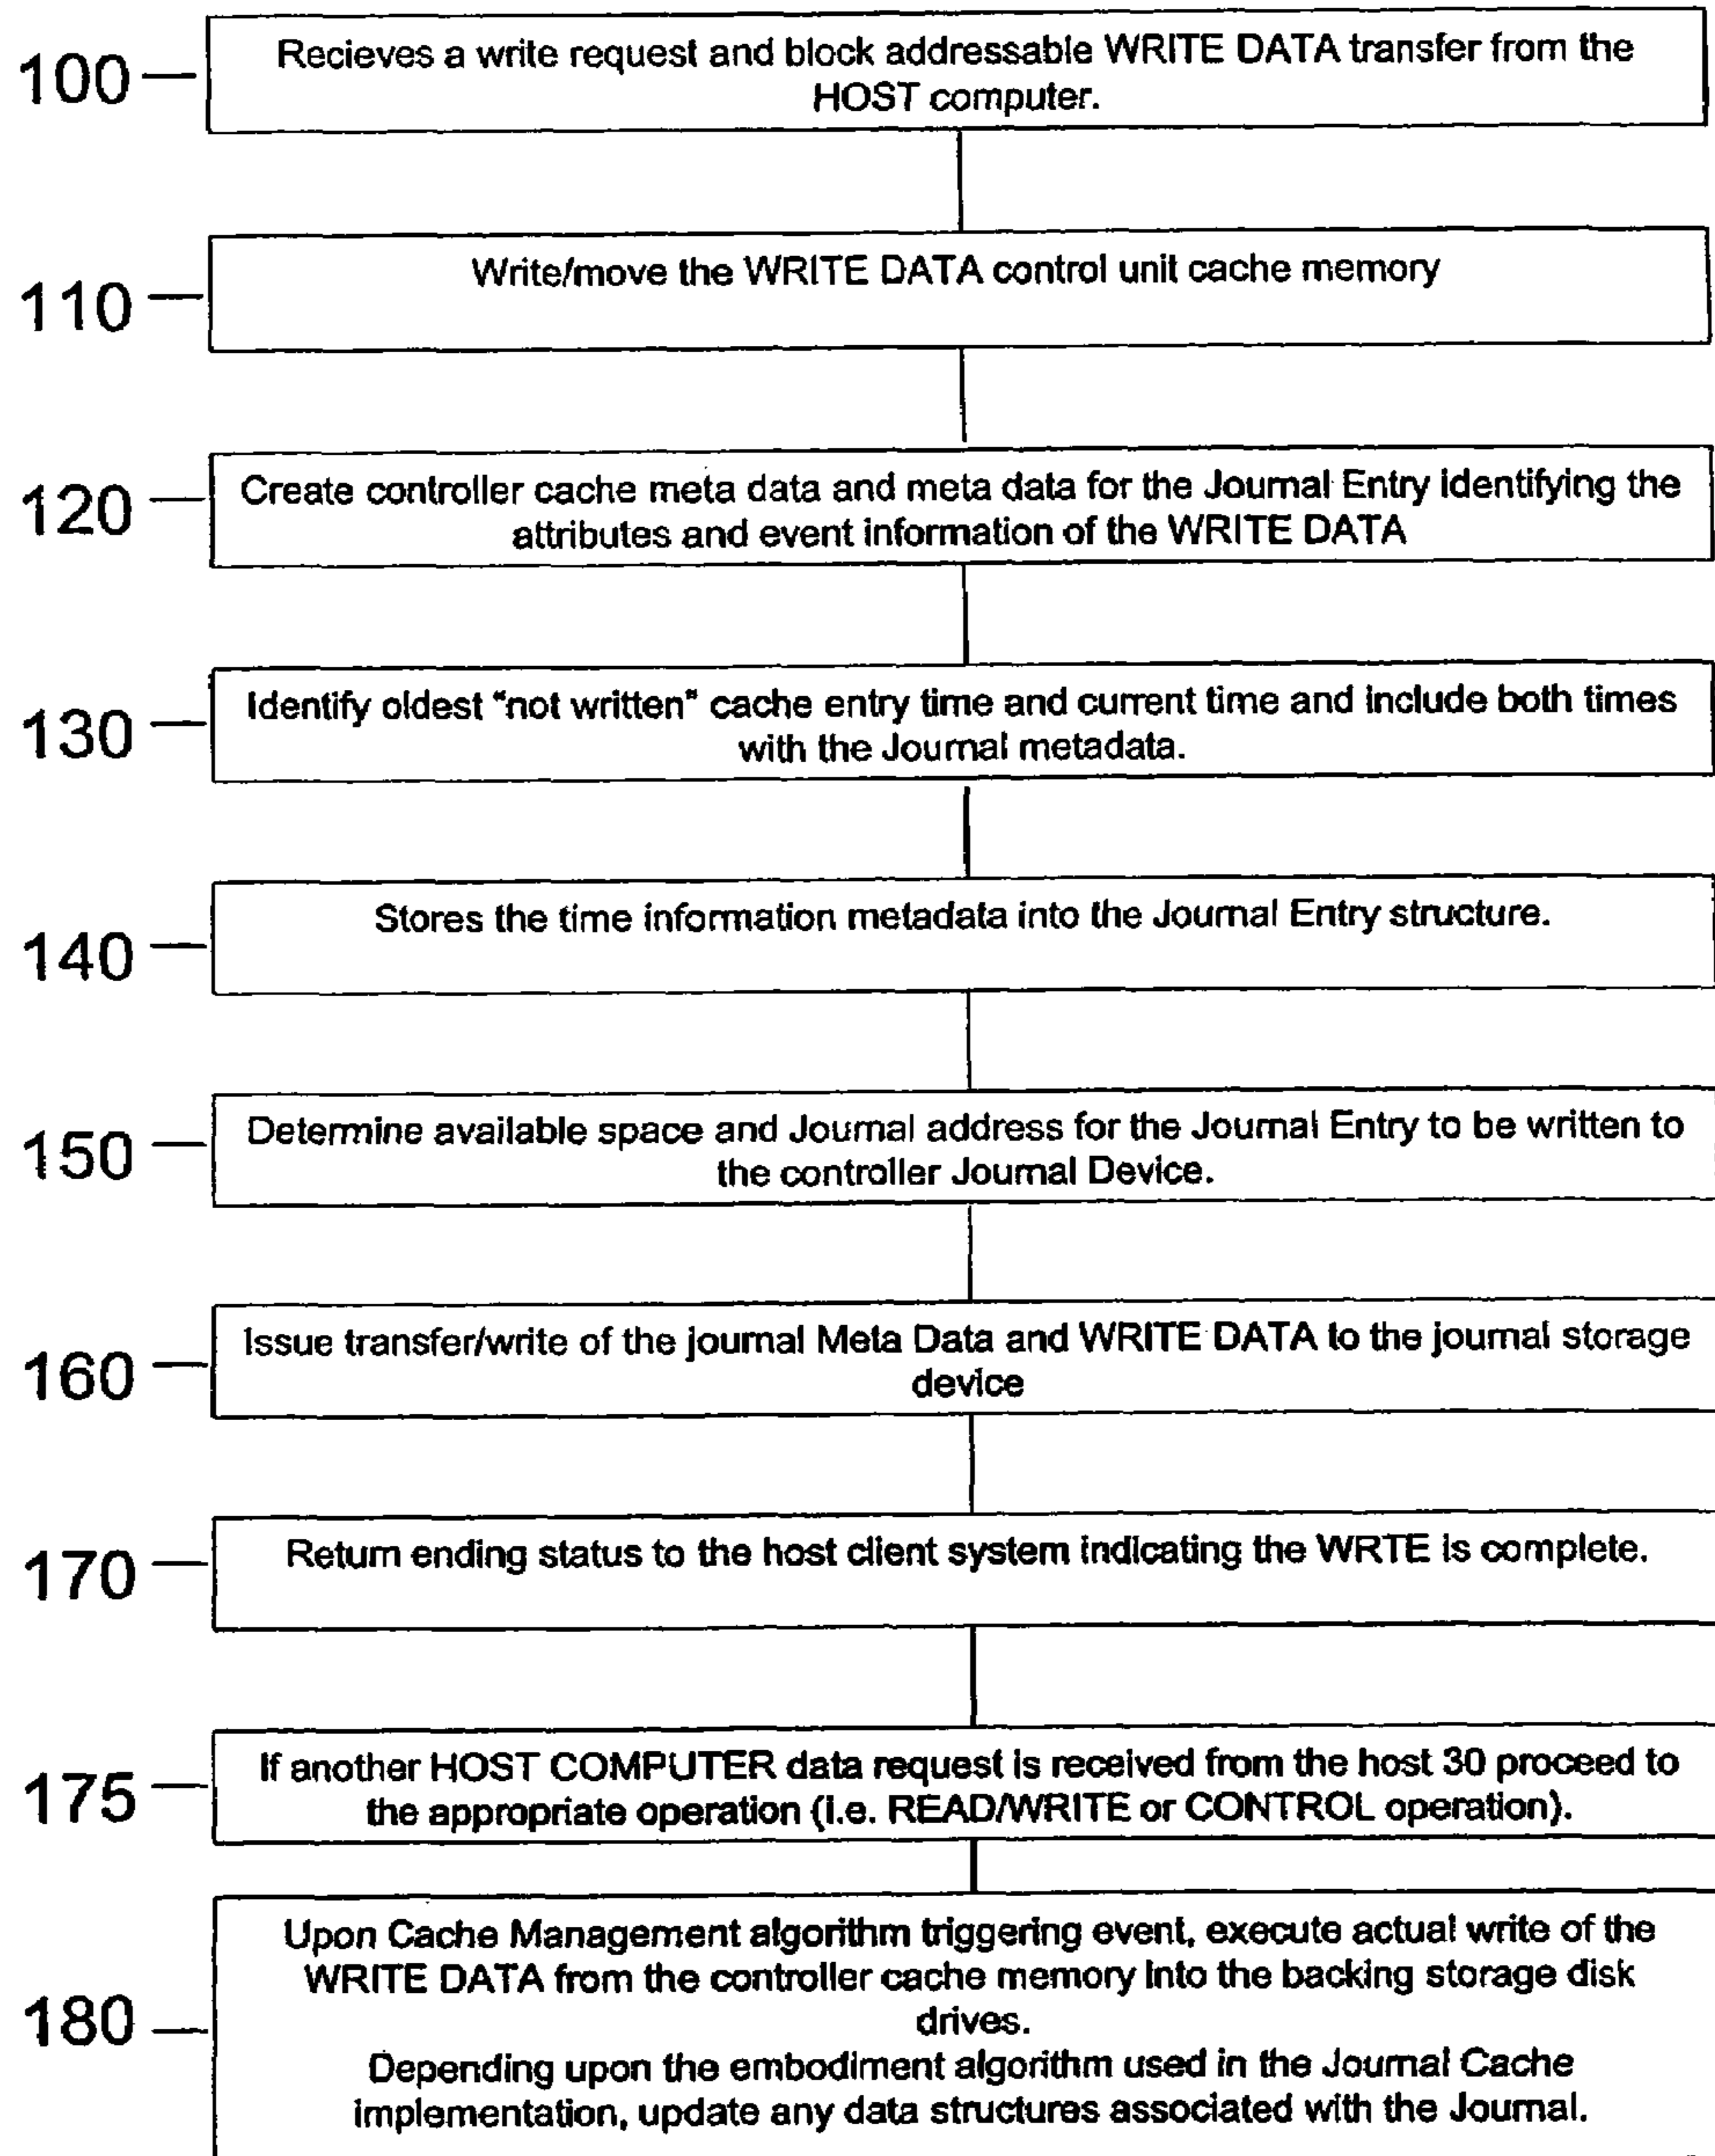 100
Recieves a write request and block addressable WRITE DATA transfer from the
HOST computer.
110
Write/move the WRITE DATA control unit cache memory
120
Create controller cache meta data and meta data for the Journal Entry identifying the
attributes and event information of the WRITE DATA
130
Identify oldest "not written" cache entry time and current time and include both times
with the Journal metadada.
140
Stores the time information metadata into the Journal Entry structure.
150
Determine available space and Journal address for the Journal Entry to be written to
the controller Journal Device.
160
Issue transfer/write of the journal Meta Data and WRITE DATA to the journal storage
device
170
Return ending status to the host client system indicating the WRTE is complete.
175
If another HOST COMPUTER data request is received from the host 30 proceed to
the appropriate operation (i.e. READ/WRITE or CONTROL operation).
180
Upon Cache Management algorithm triggering event, execute actual write of the
WRITE DATA from the controller cache memory into the backing storage disk
drives.
Depending upon the embodiment algorithm used in the Journal Cache
implementation, update any data structures associated with the Journal.